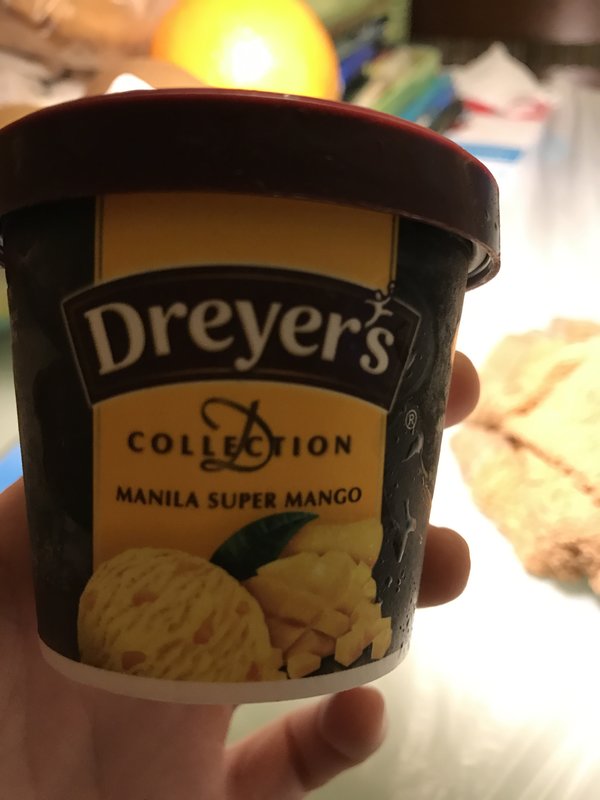 Dreyer's
D
COLLECTION
MANILA SUPER MANGO
®